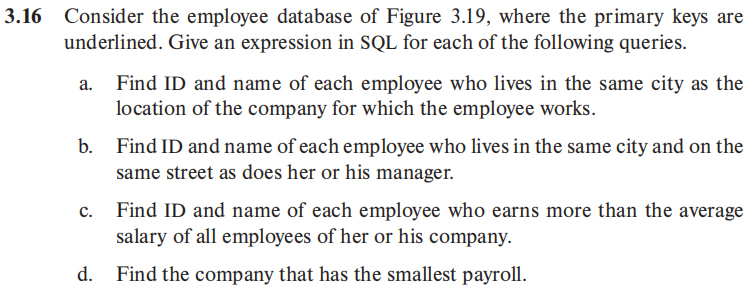 3.16 Consider the employee database of Figure 3.19, where the primary keys are
underlined. Give an expression in SQL for each of the following queries.
a. Find ID and name of each employee who lives in the same city as the
location of the company for which the employee works.
b. Find ID and name of each employee who lives in the same city and on the
same street as does her or his manager.
c. Find ID and name of each employee who earns more than the average
salary of all employees of her or his company.
d. Find the company that has the smallest payroll.